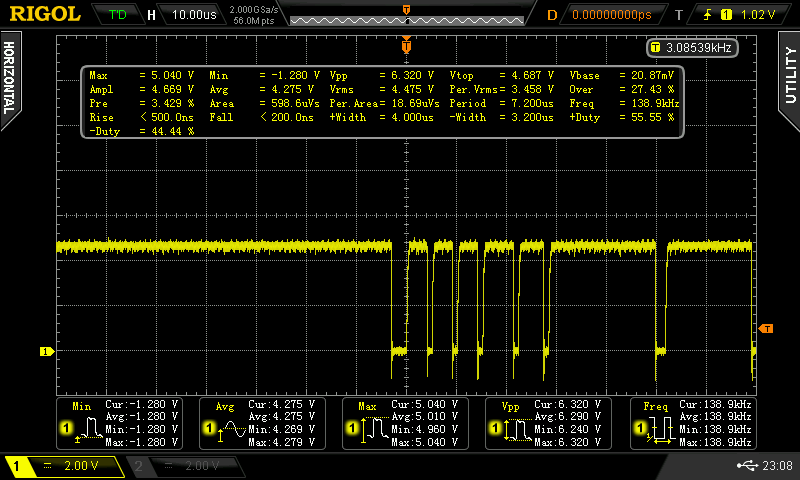 RIGOL T'D H 10.00us 2.000GSa/s 56.0M pts T D 0.00000000ps T 1 1.02 V
HORIZONTAL
UTILITY
T
T 3.08539kHz
Max = 5.040 V Min = -1.280 V Vpp = 6.320 V Vtop = 4.687 V Vbase = 20.87mV
Ampl = 4.669 V Avg = 4.275 V Vrms = 4.475 V Per.Vrms= 3.458 V Over = 27.43 %
Pre = 3.429 % Area = 598.6uVs Per.Area= 18.69uVs Period = 7.200us Freq = 138.9kHz
Rise < 500.0ns Fall < 200.0ns +Width = 4.000us -Width = 3.200us +Duty = 55.55 %
-Duty = 44.44 %
T
1
Min Cur:-1.280 V
Avg:-1.280 V
1 Min:-1.280 V
Max:-1.280 V
Avg Cur:4.275 V
Avg:4.275 V
1 Min:4.269 V
Max:4.279 V
Max Cur:5.040 V
Avg:5.010 V
1 Min:4.960 V
Max:5.040 V
Vpp Cur:6.320 V
Avg:6.290 V
1 Min:6.240 V
Max:6.320 V
Freq Cur:138.9kHz
Avg:138.9kHz
1 Min:138.9kHz
Max:138.9kHz
1 = 2.00 V 2 = 2.00 V 23:08